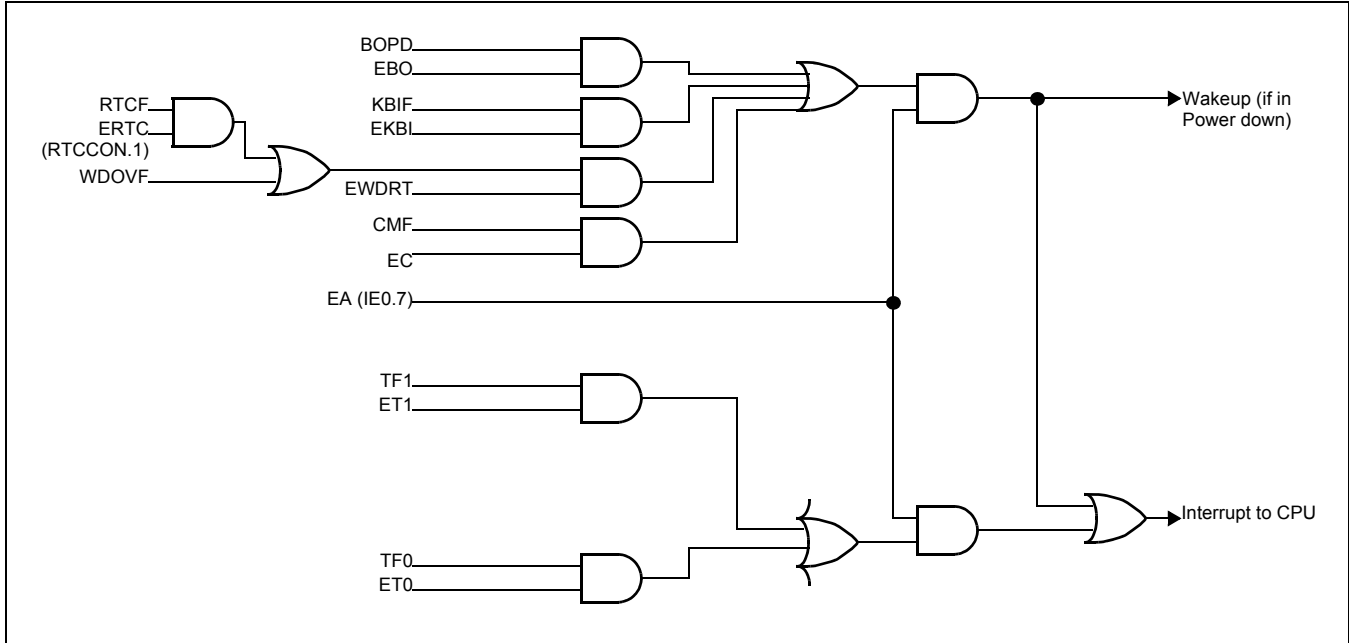 BOPD
EBO
RTCF
ERTC
(RTCCON.1)
WDOVF
KBIF
EKBI
EWDRT
CMF
EC
EA (IE0.7)
TF1
ET1
TF0
ET0
Wakeup (if in
Power down)
Interrupt to CPU